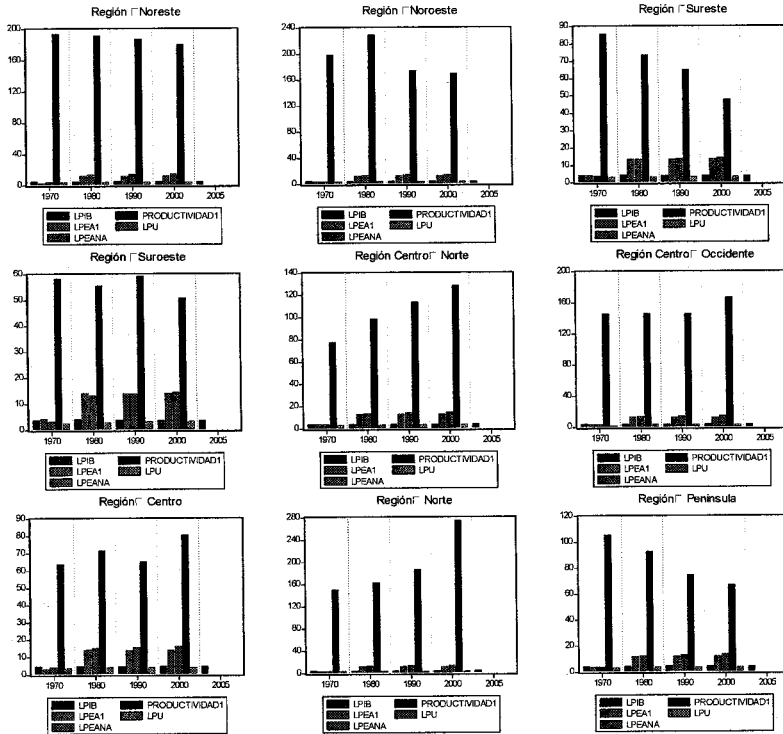 Región Noreste
200
160
120
80
40
0
1970 1980 1990 2000 2005
LPIB PRODUCTIVIDAD1
LPEA1 LPU
LPEANA
Región Noroeste
240
200
160
120
80
40
0
1970 1980 1990 2000 2005
LPIB PRODUCTIVIDAD1
LPEA1 LPU
LPEANA
Región Sureste
90
80
70
60
50
40
30
20
10
0
1970 1980 1990 2000 2005
LPIB PRODUCTIVIDAD1
LPEA1 LPU
LPEANA
Región Suroeste
60
50
40
30
20
10
0
1970 1980 1990 2000 2005
LPIB PRODUCTIVIDAD1
LPEA1 LPU
LPEANA
Región Centro Norte
140
120
100
80
60
40
20
0
1970 1980 1990 2000 2005
LPIB PRODUCTIVIDAD1
LPEA1 LPU
LPEANA
Región Centro Occidente
200
160
120
80
40
0
1970 1980 1990 2000 2005
LPIB PRODUCTIVIDAD1
LPEA1 LPU
LPEANA
Región Centro
90
80
70
60
50
40
30
20
10
0
1970 1980 1990 2000 2005
LPIB PRODUCTIVIDAD1
LPEA1 LPU
LPEANA
Región Norte
280
240
200
160
120
80
40
0
1970 1980 1990 2000 2005
LPIB PRODUCTIVIDAD1
LPEA1 LPU
LPEANA
Región Peninsula
120
100
80
60
40
20
0
1970 1980 1990 2000 2005
LPIB PRODUCTIVIDAD1
LPEA1 LPU
LPEANA